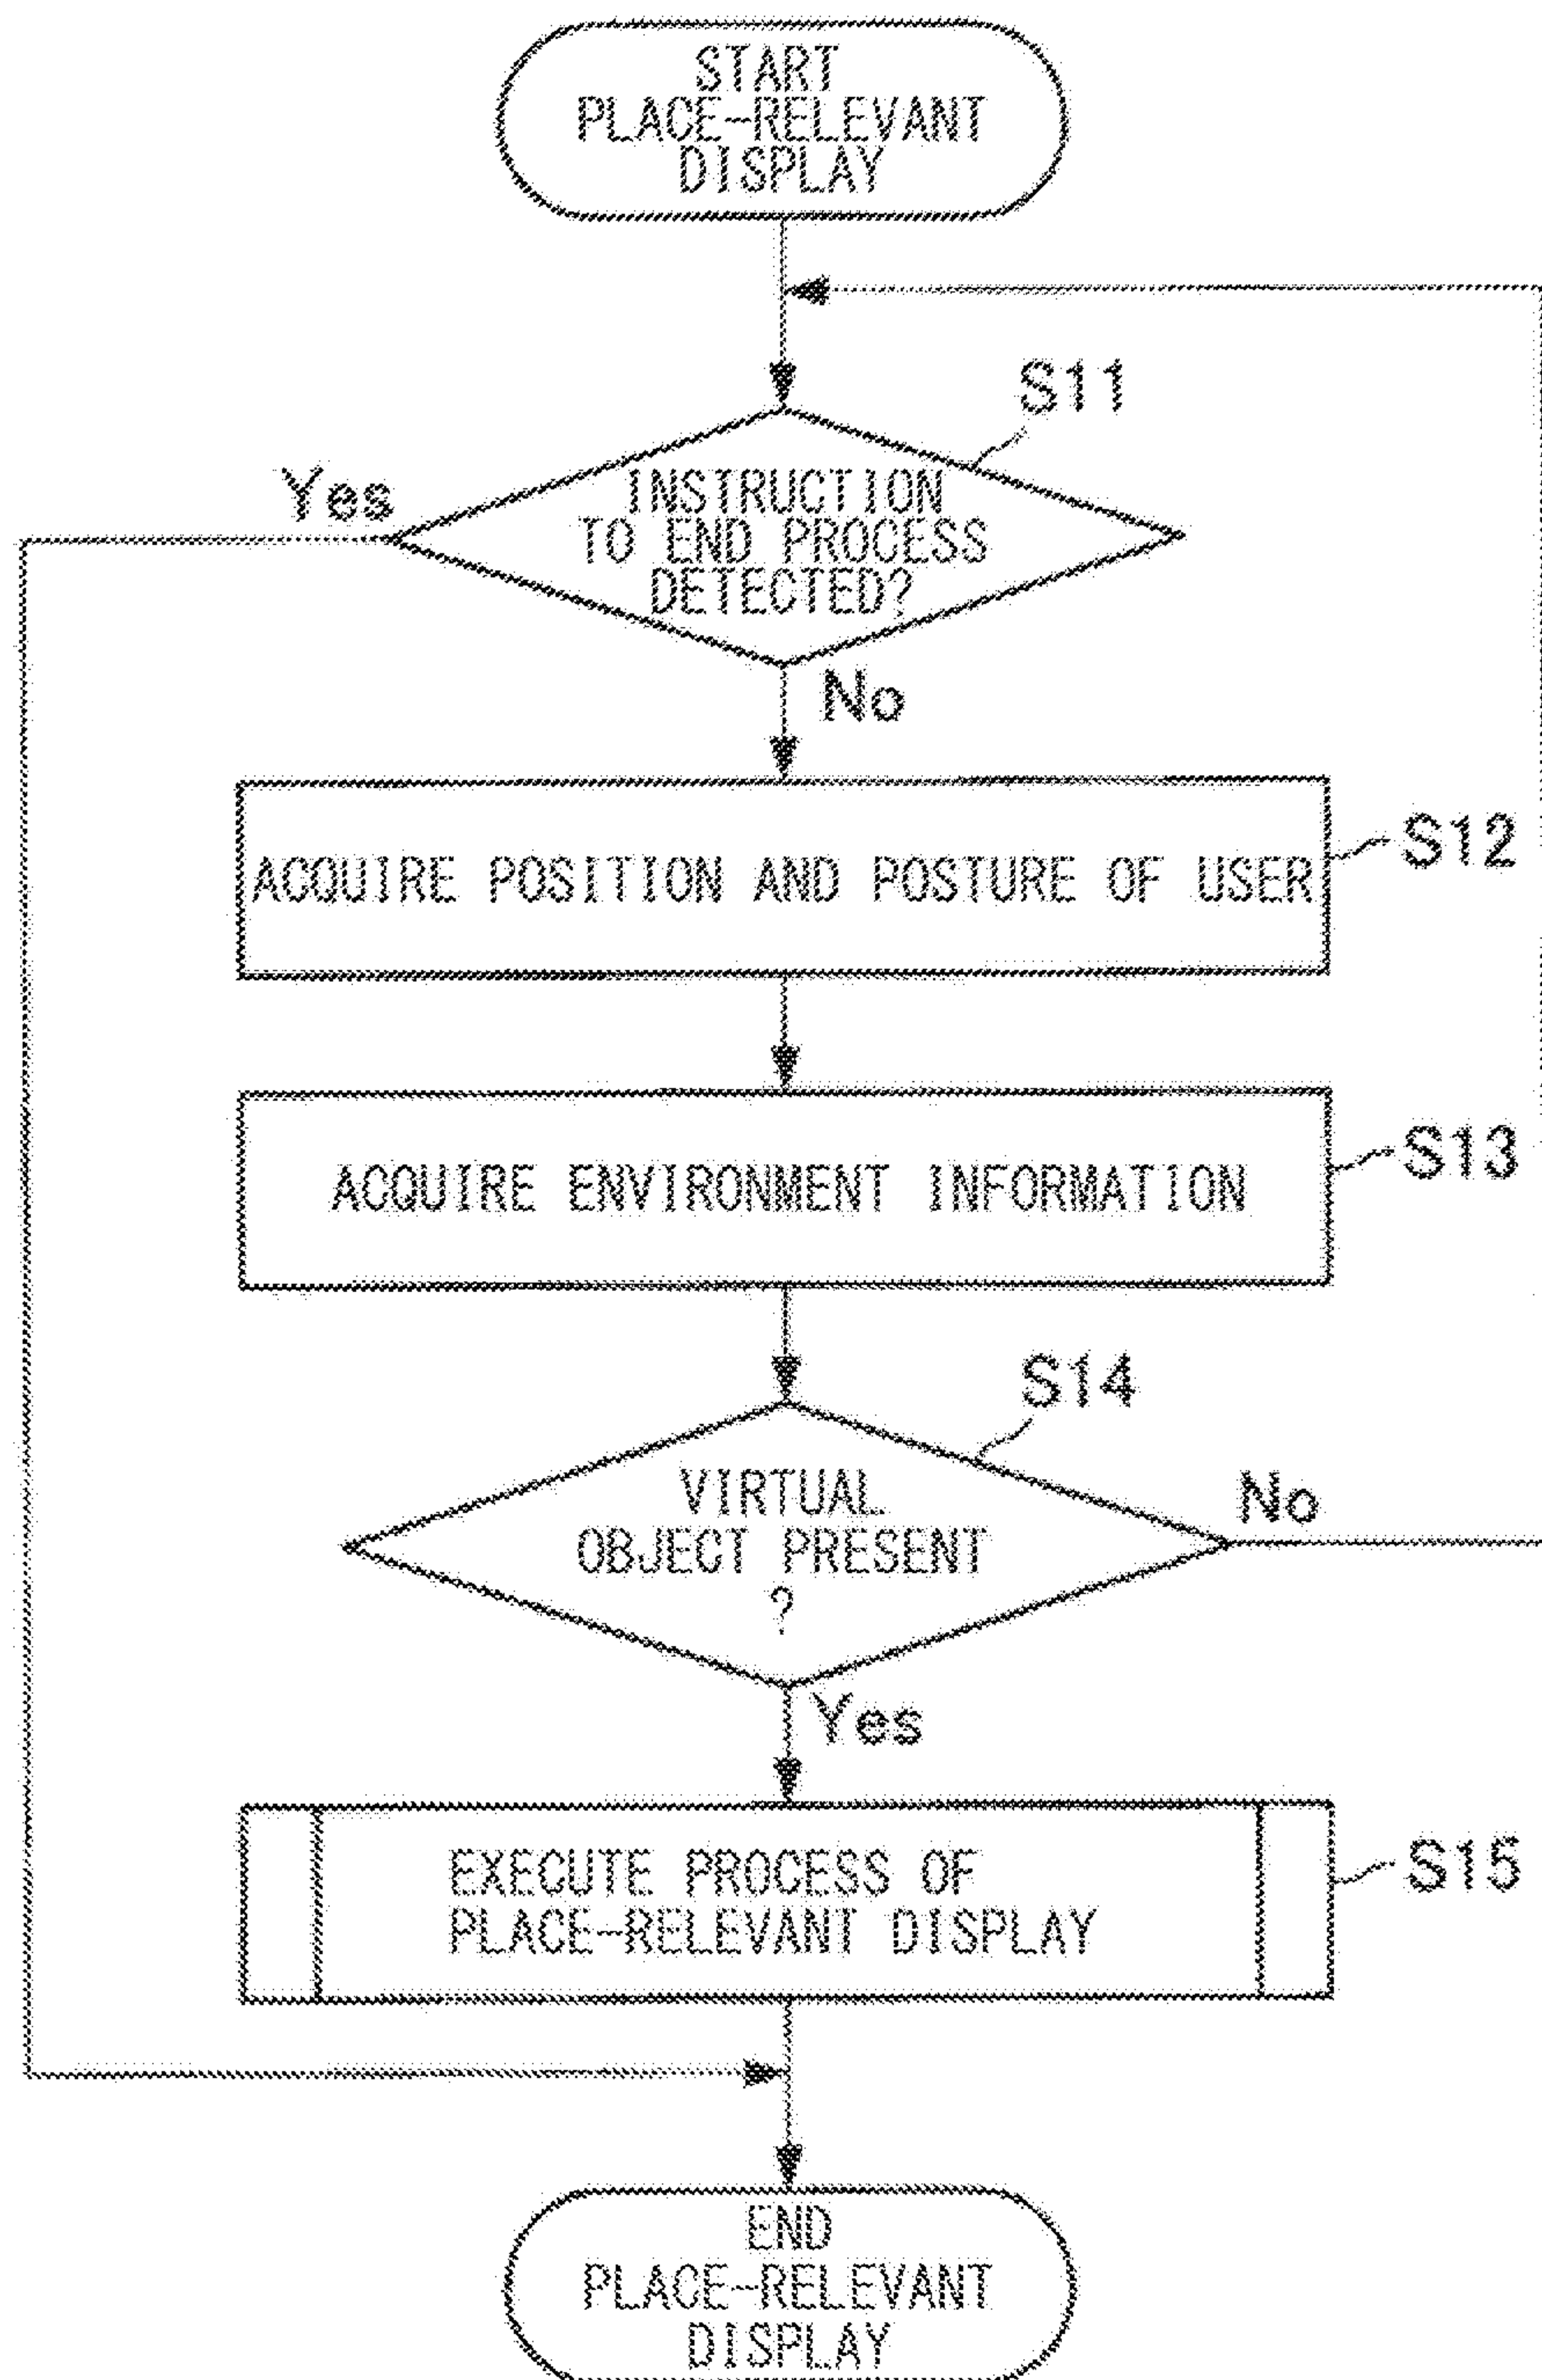 START
PLACE-RELEVANT
DISPLAY
S11
Yes
INSTRUCTION
TO END PROCESS
DETECTED?
No
ACQUIRE POSITION AND POSTURE OF USER
S12
ACQUIRE ENVIRONMENT INFORMATION
S13
S14
VIRTUAL
OBJECT PRESENT
?
No
Yes
EXECUTE PROCESS OF
PLACE-RELEVANT DISPLAY
S15
END
PLACE-RELEVANT
DISPLAY